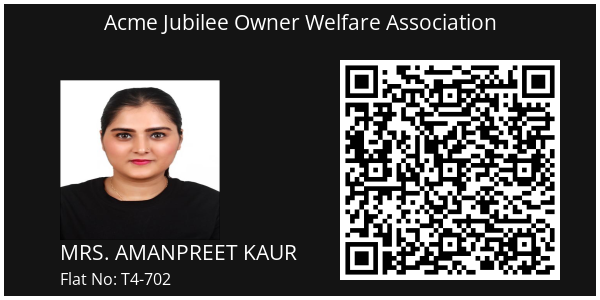 Acme Jubilee Owner Welfare Association
MRS. AMANPREET KAUR
Flat No: T4-702